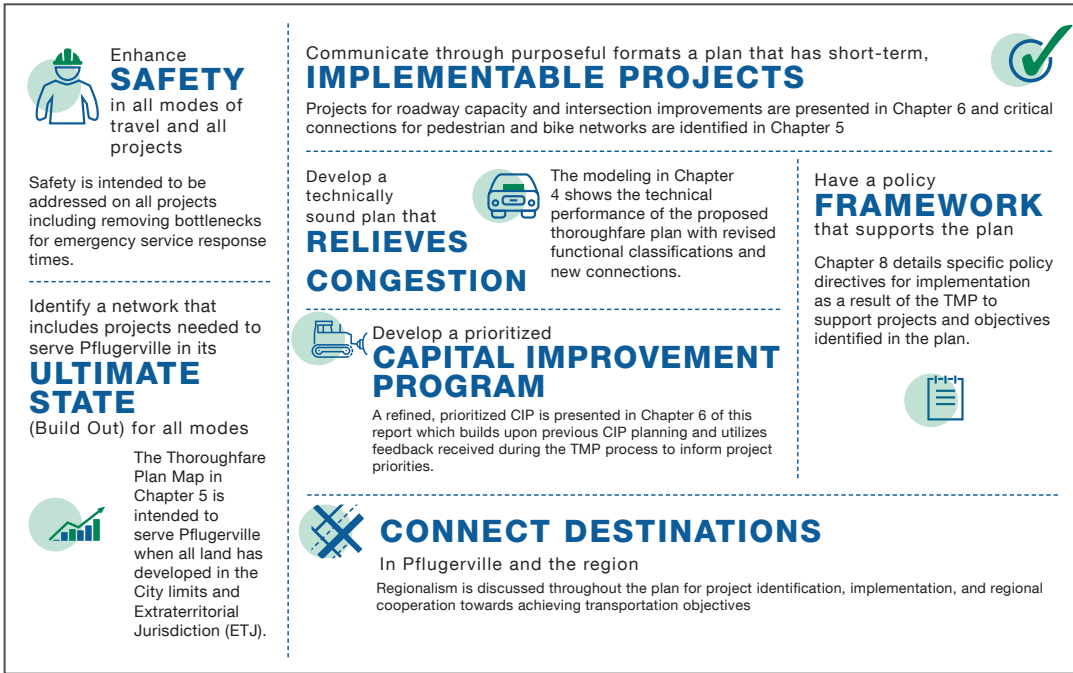 Enhance
SAFETY
in all modes of
travel and all
projects
Safety is intended to be
addressed on all projects
including removing bottlenecks
for emergency service response
times.
Identify a network that
includes projects needed to
serve Pflugerville in its
ULTIMATE
STATE
(Build Out) for all modes
The Thoroughfare
Plan Map in
Chapter 5 is
intended to
serve Pflugerville
when all land has
developed in the
City limits and
Extraterritorial
Jurisdiction (ETJ).
Communicate through purposeful formats a plan that has short-term,
IMPLEMENTABLE PROJECTS
Projects for roadway capacity and intersection improvements are presented in Chapter 6 and critical
connections for pedestrian and bike networks are identified in Chapter 5
Develop a
technically
sound plan that
RELIEVES
CONGESTION
The modeling in Chapter
4 shows the technical
performance of the proposed
thoroughfare plan with revised
functional classifications and
new connections.
Have a policy
FRAMEWORK
that supports the plan
Chapter 8 details specific policy
directives for implementation
as a result of the TMP to
support projects and objectives
identified in the plan.
Develop a prioritized
CAPITAL IMPROVEMENT
PROGRAM
A refined, prioritized CIP is presented in Chapter 6 of this
report which builds upon previous CIP planning and utilizes
feedback received during the TMP process to inform project
priorities.
CONNECT DESTINATIONS
In Pflugerville and the region
Regionalism is discussed throughout the plan for project identification, implementation, and regional
cooperation towards achieving transportation objectives